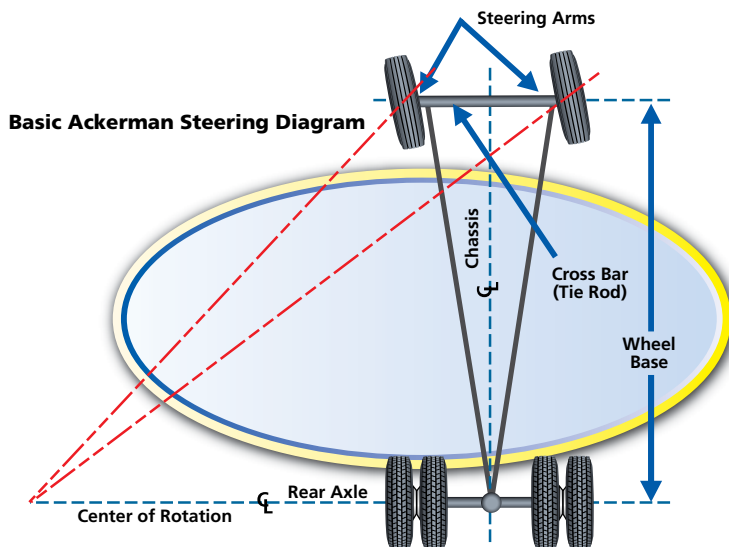 Steering Arms
Basic Ackerman Steering Diagram
Chassis
℄
Cross Bar
(Tie Rod)
Wheel
Base
Rear Axle
℄
Center of Rotation